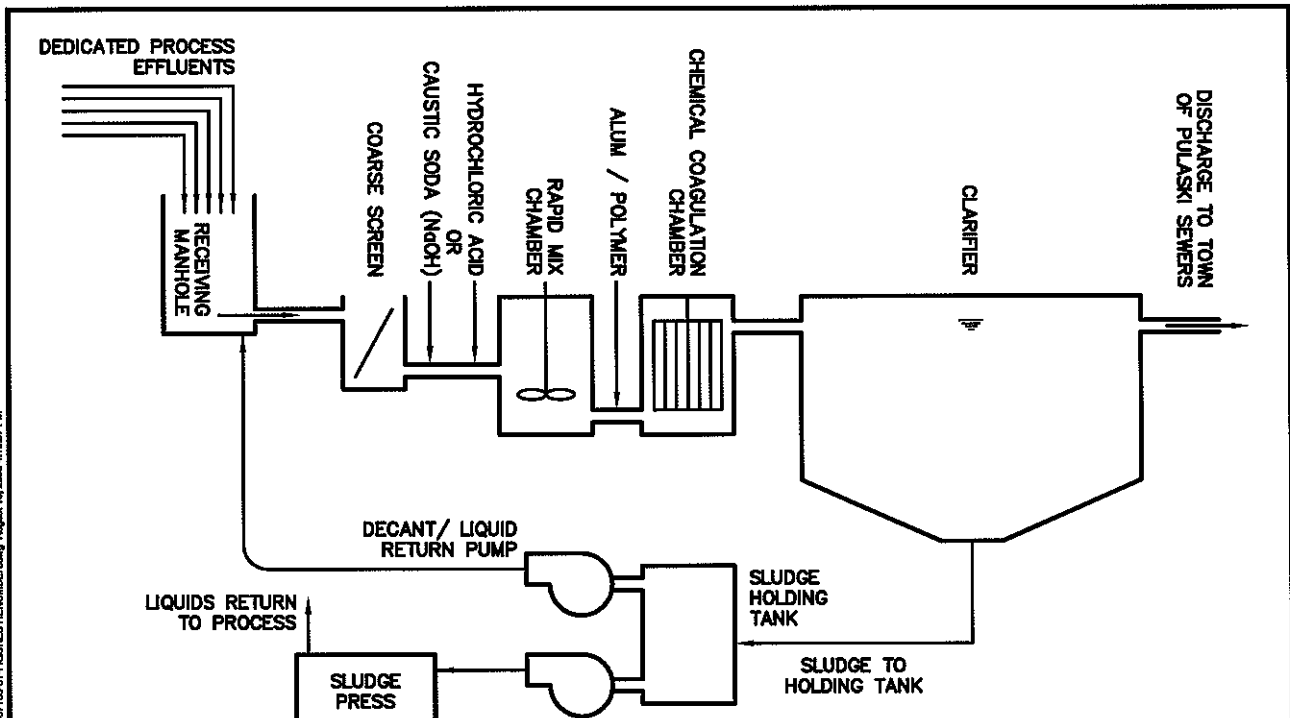 DEDICATED PROCESS
EFFLUENTS
RECEIVING
MANHOLE
COARSE SCREEN
CAUSTIC SODA (NaOH)
OR
HYDROCHLORIC ACID
RAPID MIX
CHAMBER
ALUM / POLYMER
CHEMICAL COAGULATION
CHAMBER
CLARIFIER
DISCHARGE TO TOWN
OF PULASKI SEWERS
DECANT/ LIQUID
RETURN PUMP
SLUDGE
HOLDING
TANK
LIQUIDS RETURN
TO PROCESS
SLUDGE
PRESS
SLUDGE TO
HOLDING TANK